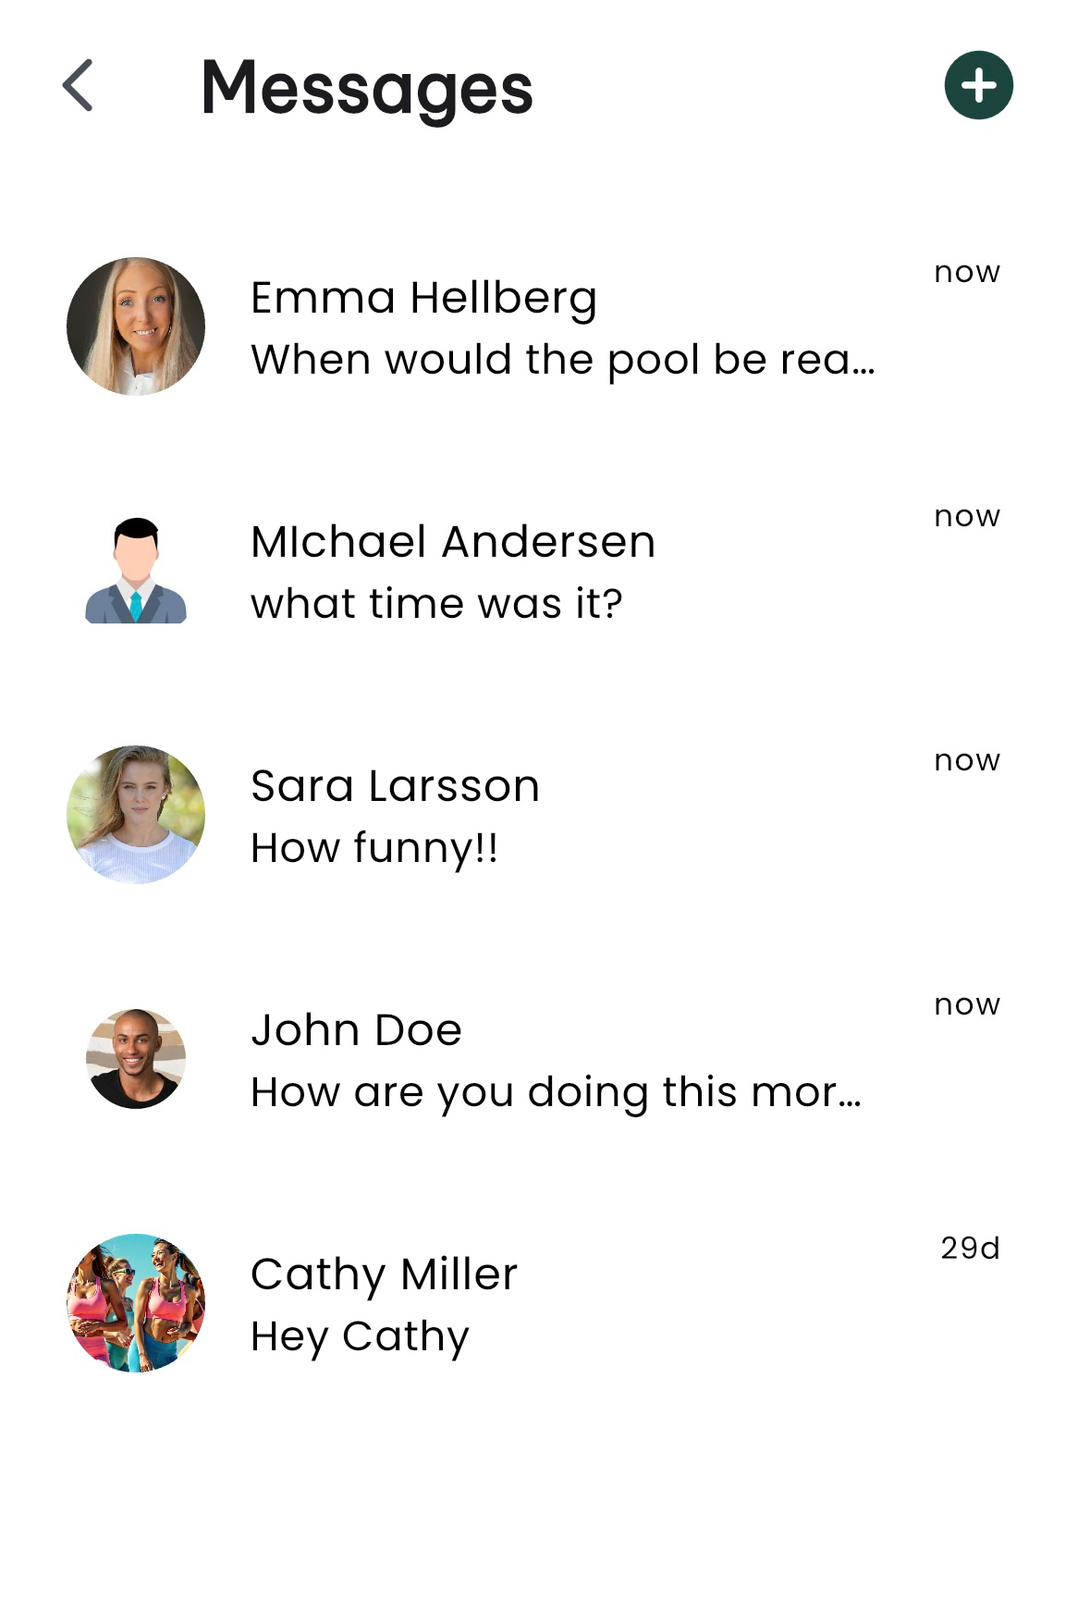 Messages
Emma Hellberg
now
When would the pool be rea...
MIchael Andersen
now
what time was it?
Sara Larsson
now
How funny!!
John Doe
now
How are you doing this mor...
Cathy Miller
29d
Hey Cathy